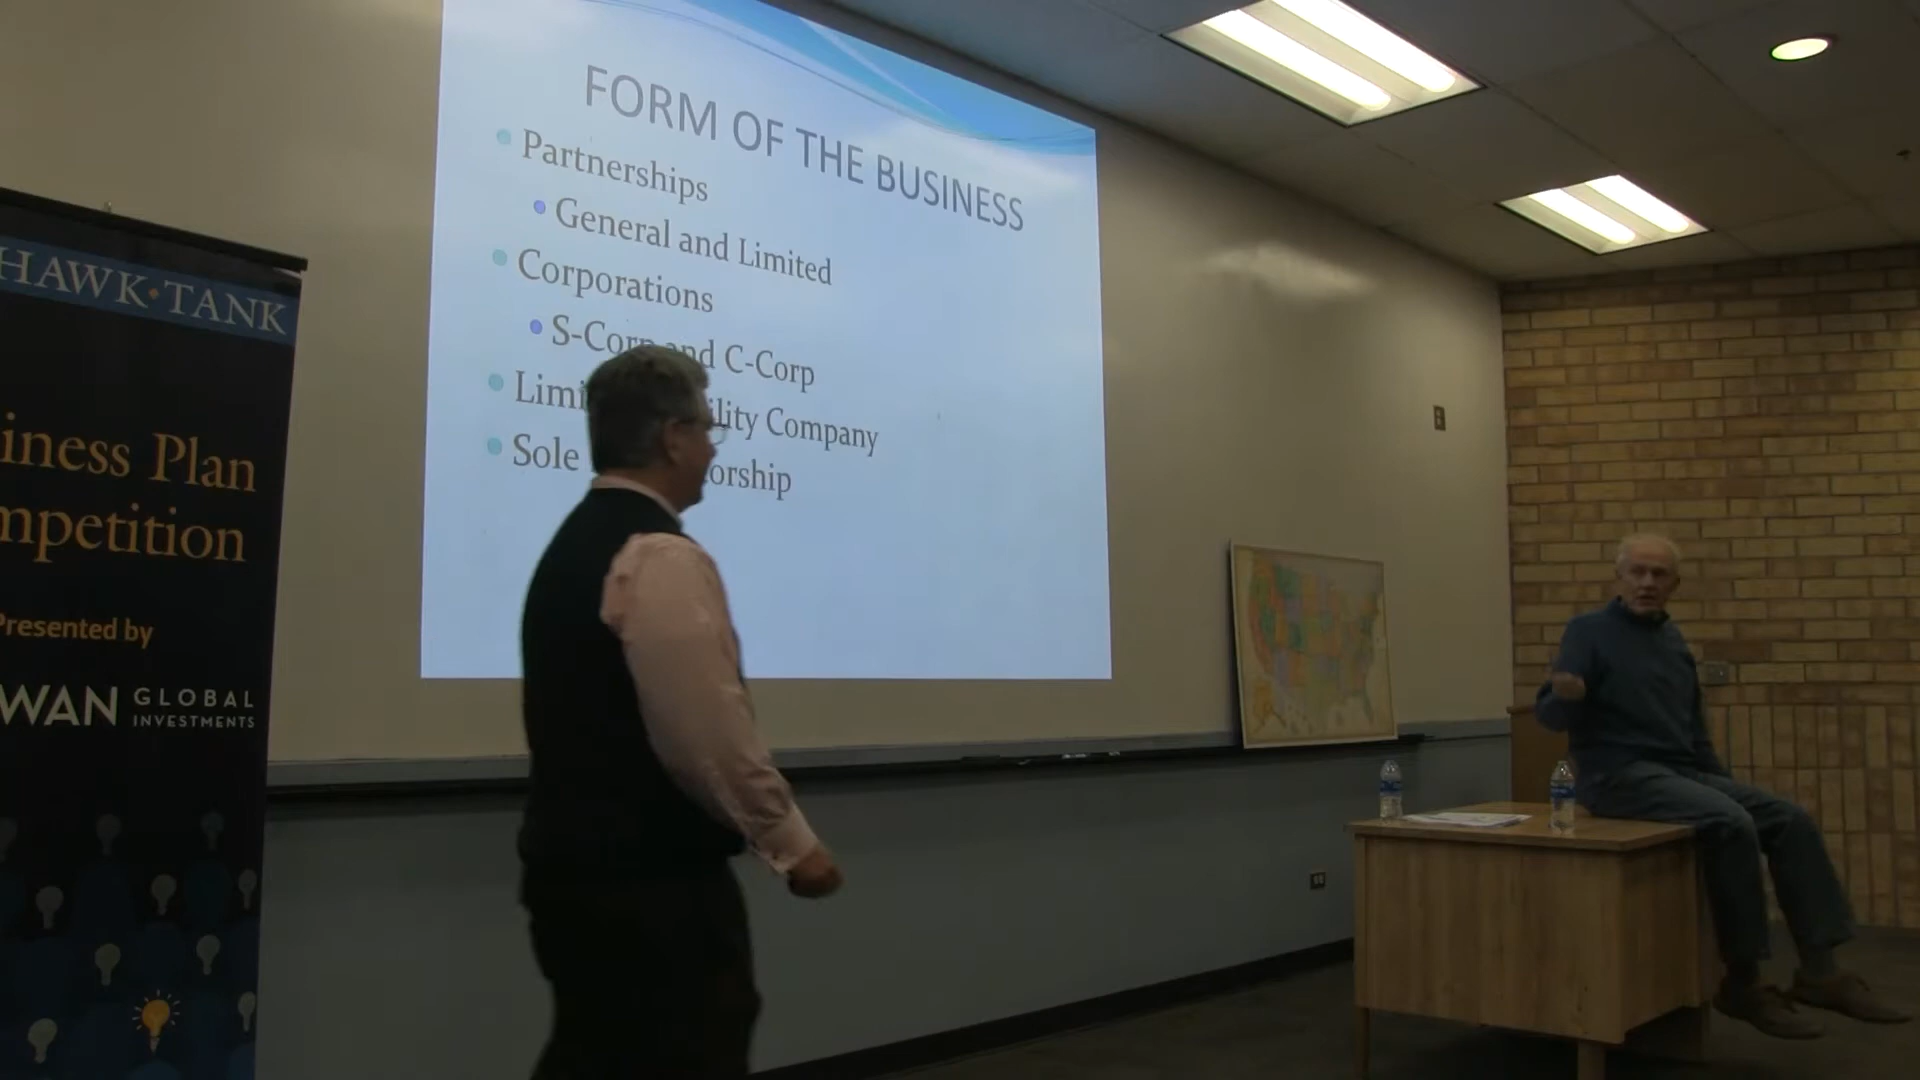 FORM OF THE BUSINESS
Partnerships
General and Limited
Corporations
S-Corp and C-Corp
Limi ility Company
Sole orship
HAWK•TANK
iness Plan
mpetition
Presented by
WAN GLOBAL
INVESTMENTS